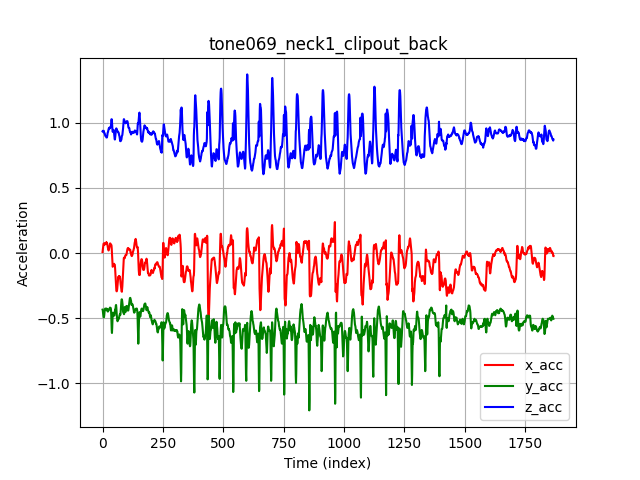 tone069_neck1_clipout_back
1.0
0.5
0.0
−0.5
−1.0
Acceleration
0
250
500
750
1000
1250
1500
1750
Time (index)
x_acc
y_acc
z_acc